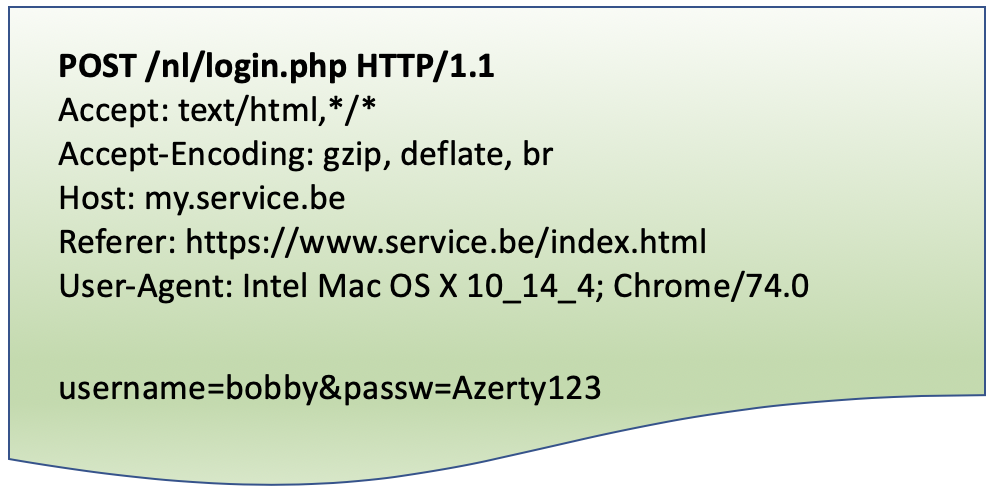 POST /nl/login.php HTTP/1.1
Accept: text/html,*/*
Accept-Encoding: gzip, deflate, br
Host: my.service.be
Referer: https://www.service.be/index.html
User-Agent: Intel Mac OS X 10_14_4; Chrome/74.0
username=bobby&passw=Azerty123